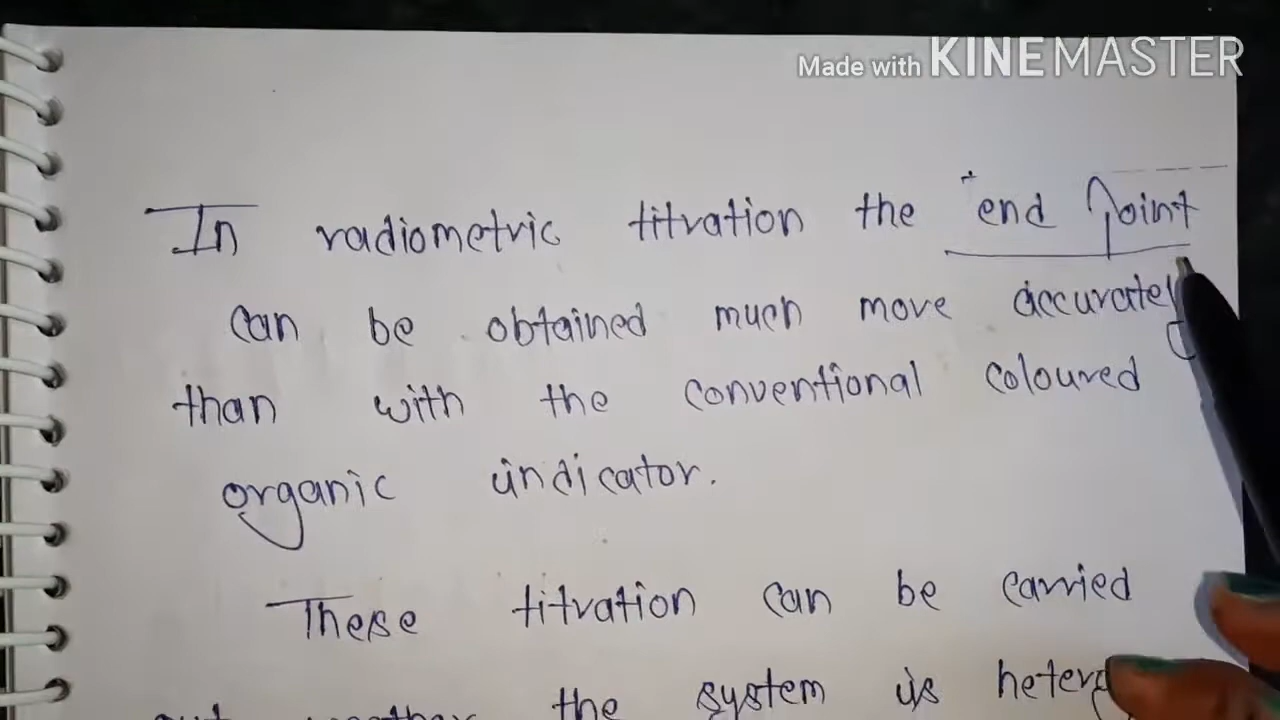 Made with KINEMASTER
In radiometric titration the end point
can be obtained much more accurately
than with the conventional coloured
organic indicator.
These titration can be carried
the system is